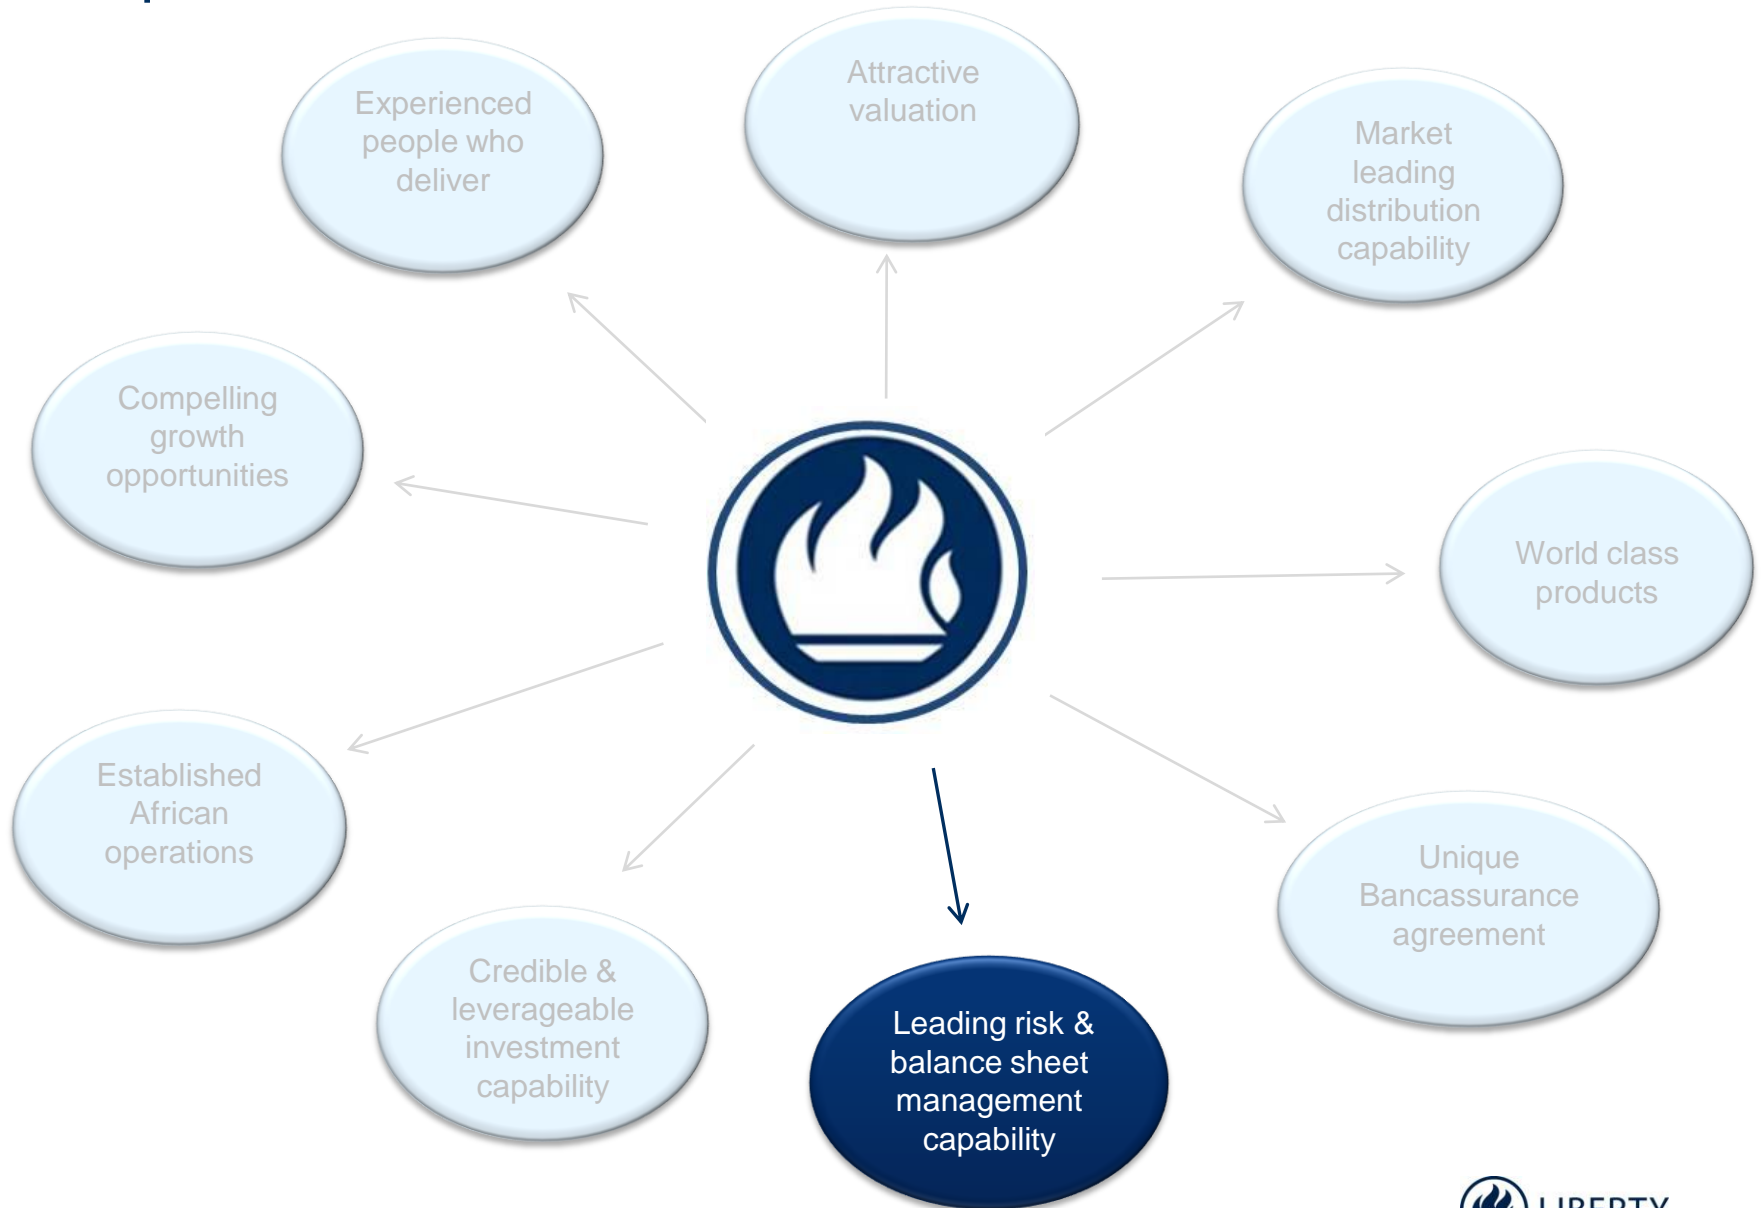 Attractive
valuation
Experienced
people who
deliver
Market
leading
distribution
capability
Compelling
growth
opportunities
World class
products
Established
African
operations
Unique
Bancassurance
agreement
Credible &
leverageable
investment
capability
Leading risk &
balance sheet
management
capability
LIBERTY